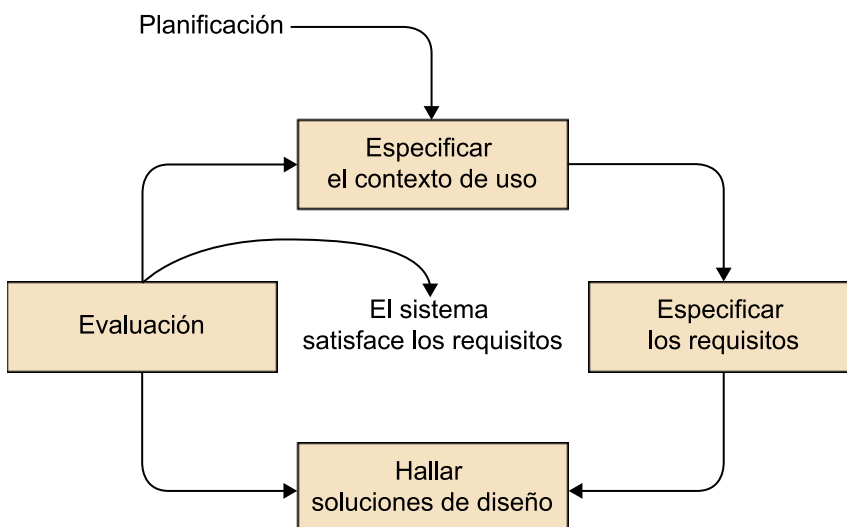 Planificación
Especificar
el contexto de uso
Evaluación
El sistema
satisface los requisitos
Especificar
los requisitos
Hallar
soluciones de diseño